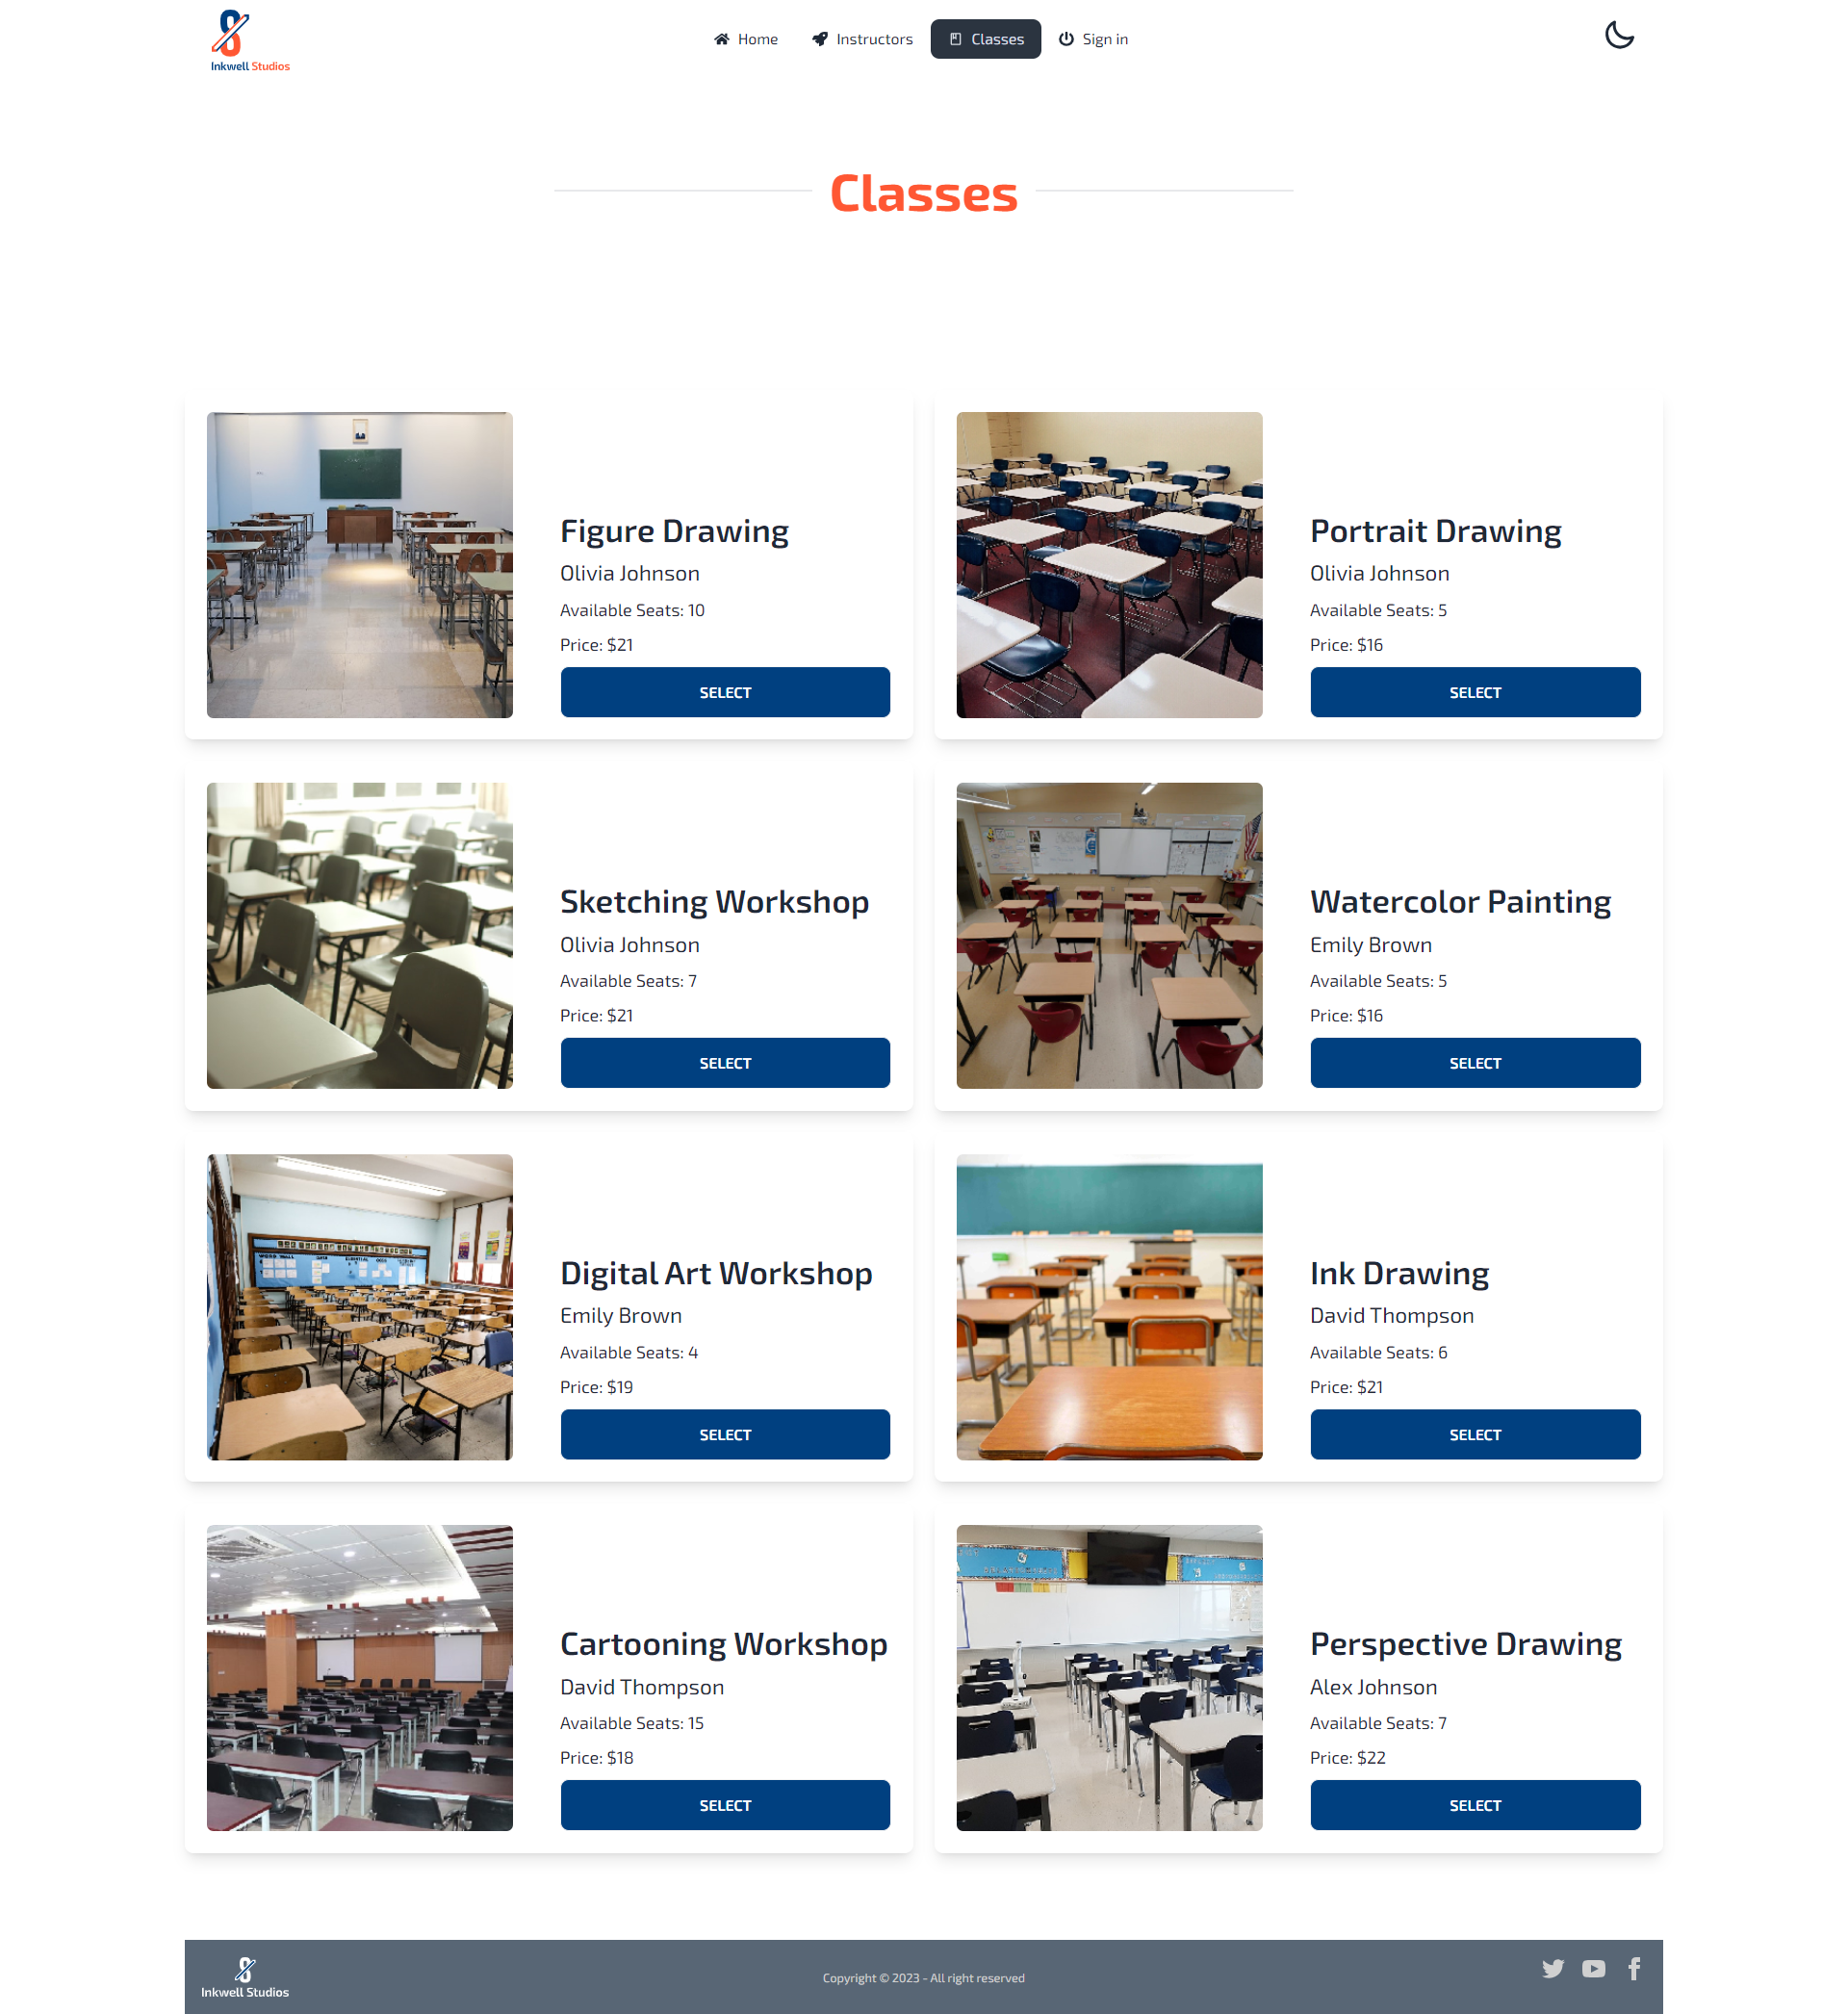 Inkwell Studios
Home
Instructors
Classes
Sign in
Classes
Figure Drawing
Olivia Johnson
Available Seats: 10
Price: $21
SELECT
Portrait Drawing
Olivia Johnson
Available Seats: 5
Price: $16
SELECT
Sketching Workshop
Olivia Johnson
Available Seats: 7
Price: $21
SELECT
Watercolor Painting
Emily Brown
Available Seats: 5
Price: $16
SELECT
Digital Art Workshop
Emily Brown
Available Seats: 4
Price: $19
SELECT
Ink Drawing
David Thompson
Available Seats: 6
Price: $21
SELECT
Cartooning Workshop
David Thompson
Available Seats: 15
Price: $18
SELECT
Perspective Drawing
Alex Johnson
Available Seats: 7
Price: $22
SELECT
Inkwell Studios
Copyright © 2023 - All right reserved